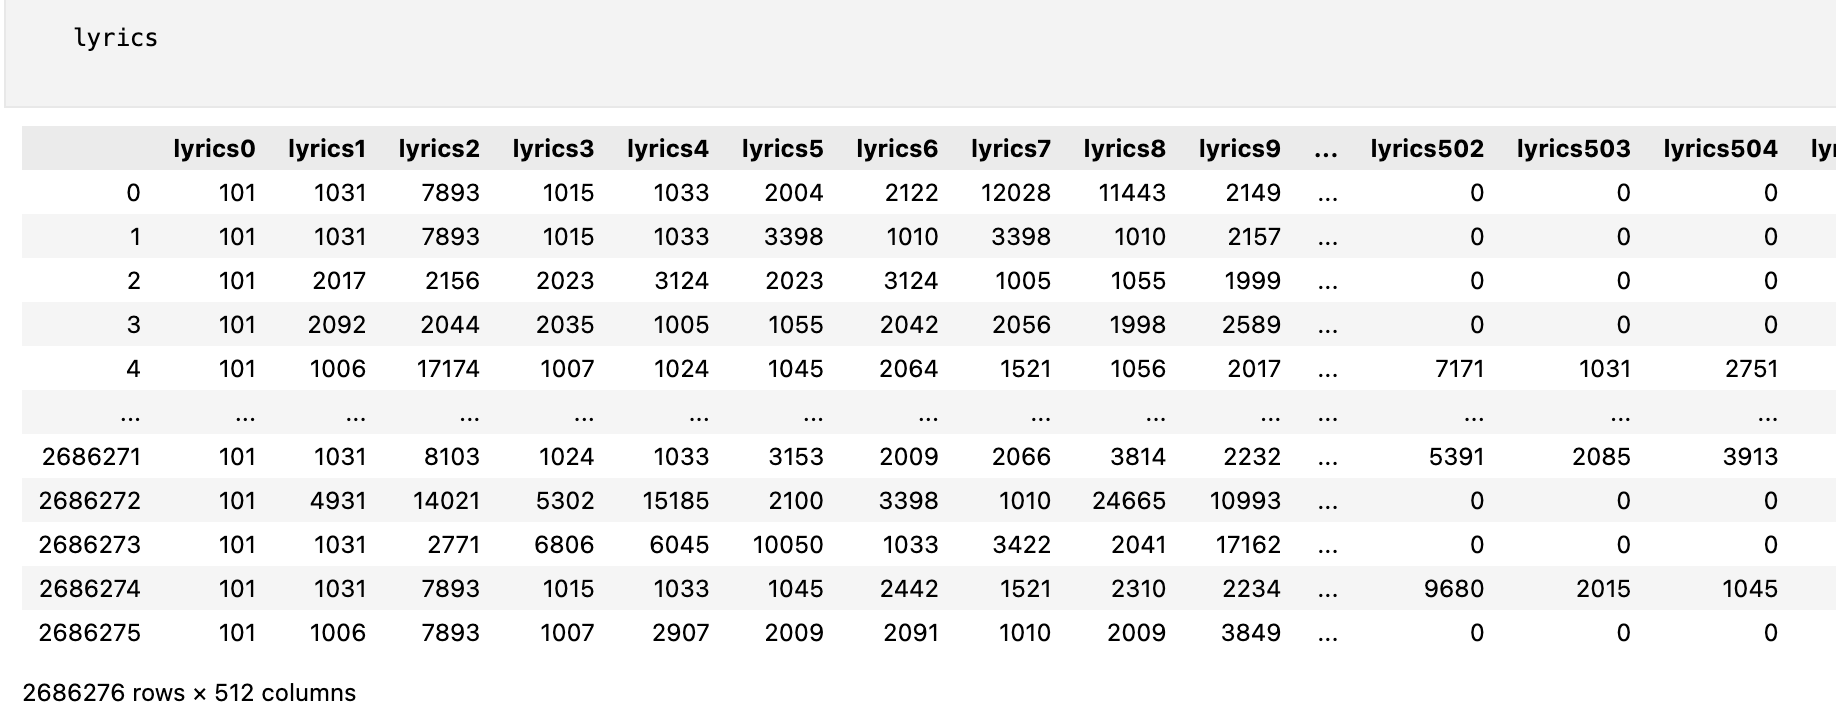 lyrics
lyrics0 lyrics1 lyrics2 lyrics3 lyrics4 lyrics5 lyrics6 lyrics7 lyrics8 lyrics9 ... lyrics502 lyrics503 lyrics504
0 101 1031 7893 1015 1033 2004 2122 12028 11443 2149 ... 0 0 0
1 101 1031 7893 1015 1033 3398 1010 3398 1010 2157 ... 0 0 0
2 101 2017 2156 2023 3124 2023 3124 1005 1055 1999 ... 0 0 0
3 101 2092 2044 2035 1005 1055 2042 2056 1998 2589 ... 0 0 0
4 101 1006 17174 1007 1024 1045 2064 1521 1056 2017 ... 7171 1031 2751
... ... ... ... ... ... ... ... ... ... ... ... ... ... ...
2686271 101 1031 8103 1024 1033 3153 2009 2066 3814 2232 ... 5391 2085 3913
2686272 101 4931 14021 5302 15185 2100 3398 1010 24665 10993 ... 0 0 0
2686273 101 1031 2771 6806 6045 10050 1033 3422 2041 17162 ... 0 0 0
2686274 101 1031 7893 1015 1033 1045 2442 1521 2310 2234 ... 9680 2015 1045
2686275 101 1006 7893 1007 2907 2009 2091 1010 2009 3849 ... 0 0 0
2686276 rows × 512 columns